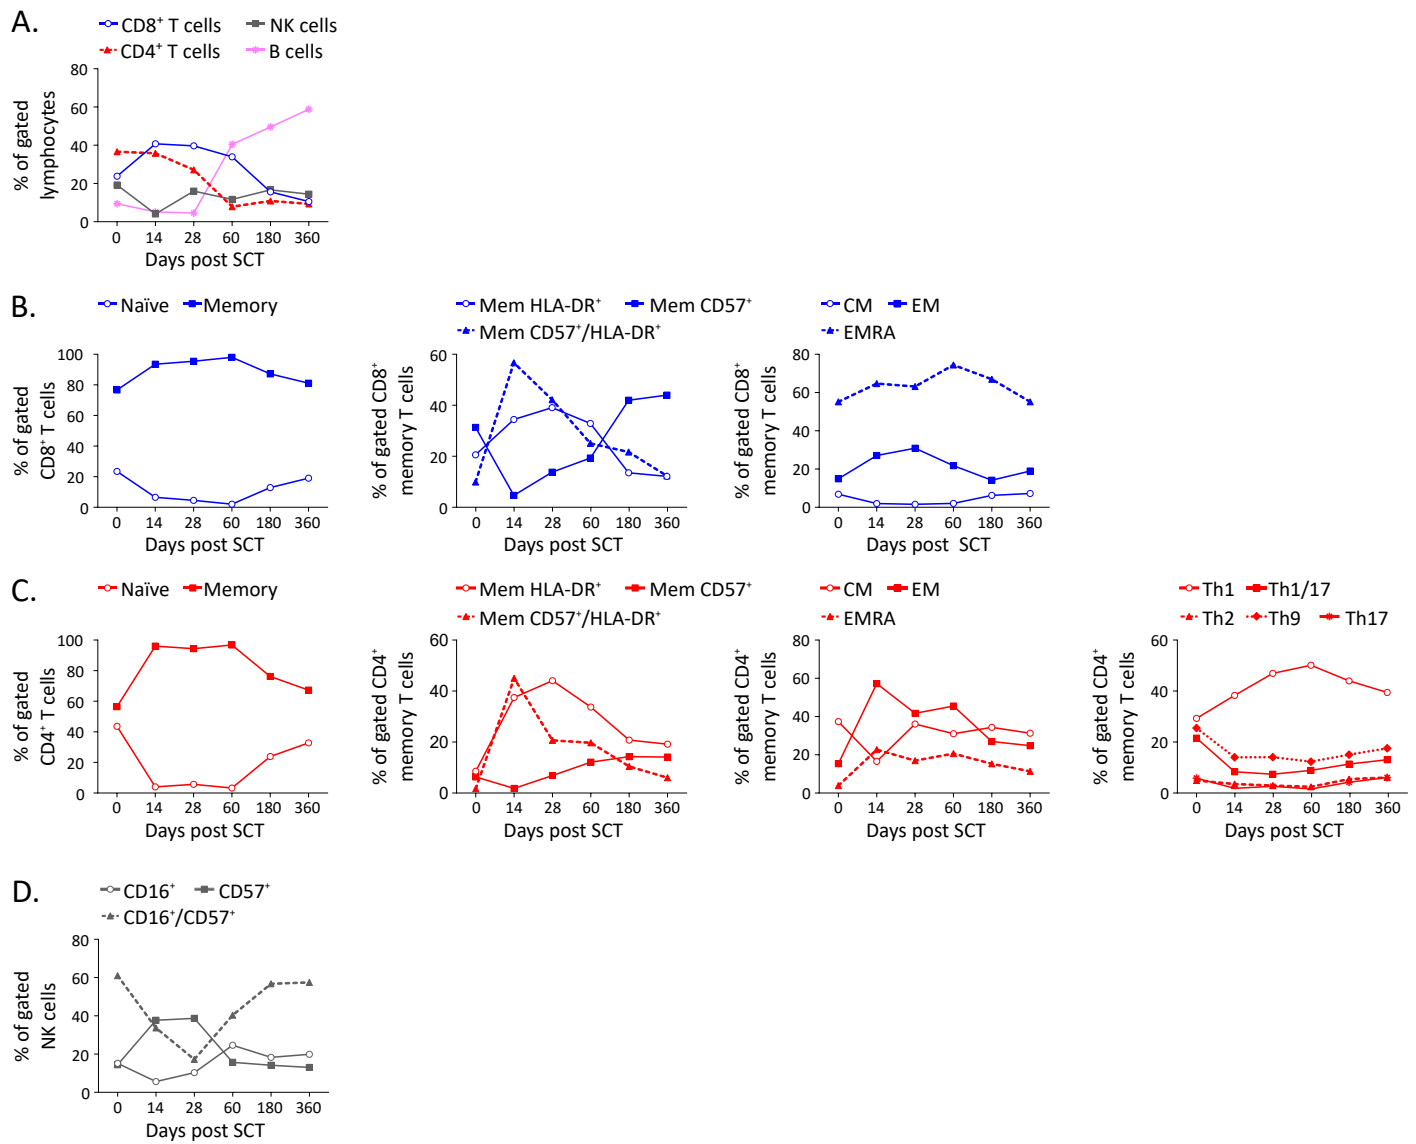 A.
CD8⁺ T cells NK cells
CD4⁺ T cells B cells
% of gated
lymphocytes
80
60
40
20
0
0 14 28 60 180 360
Days post SCT
B.
Naïve Memory
% of gated
CD8⁺ T cells
100
80
60
40
20
0
0 14 28 60 180 360
Days post SCT
Mem HLA-DR⁺ Mem CD57⁺
Mem CD57⁺/HLA-DR⁺
% of gated CD8⁺
memory T cells
60
40
20
0
0 14 28 60 180 360
Days post SCT
CM EM
EMRA
% of gated CD8⁺
memory T cells
80
60
40
20
0
0 14 28 60 180 360
Days post SCT
C.
Naïve Memory
% of gated
CD4⁺ T cells
100
80
60
40
20
0
0 14 28 60 180 360
Days post SCT
Mem HLA-DR⁺ Mem CD57⁺
Mem CD57⁺/HLA-DR⁺
% of gated CD4⁺
memory T cells
60
40
20
0
0 14 28 60 180 360
Days post SCT
CM EM
EMRA
% of gated CD4⁺
memory T cells
80
60
40
20
0
0 14 28 60 180 360
Days post SCT
Th1 Th1/17
Th2 Th9 Th17
% of gated CD4⁺
memory T cells
60
40
20
0
0 14 28 60 180 360
Days post SCT
D.
CD16⁺ CD57⁺
CD16⁺/CD57⁺
% of gated
NK cells
80
60
40
20
0
0 14 28 60 180 360
Days post SCT